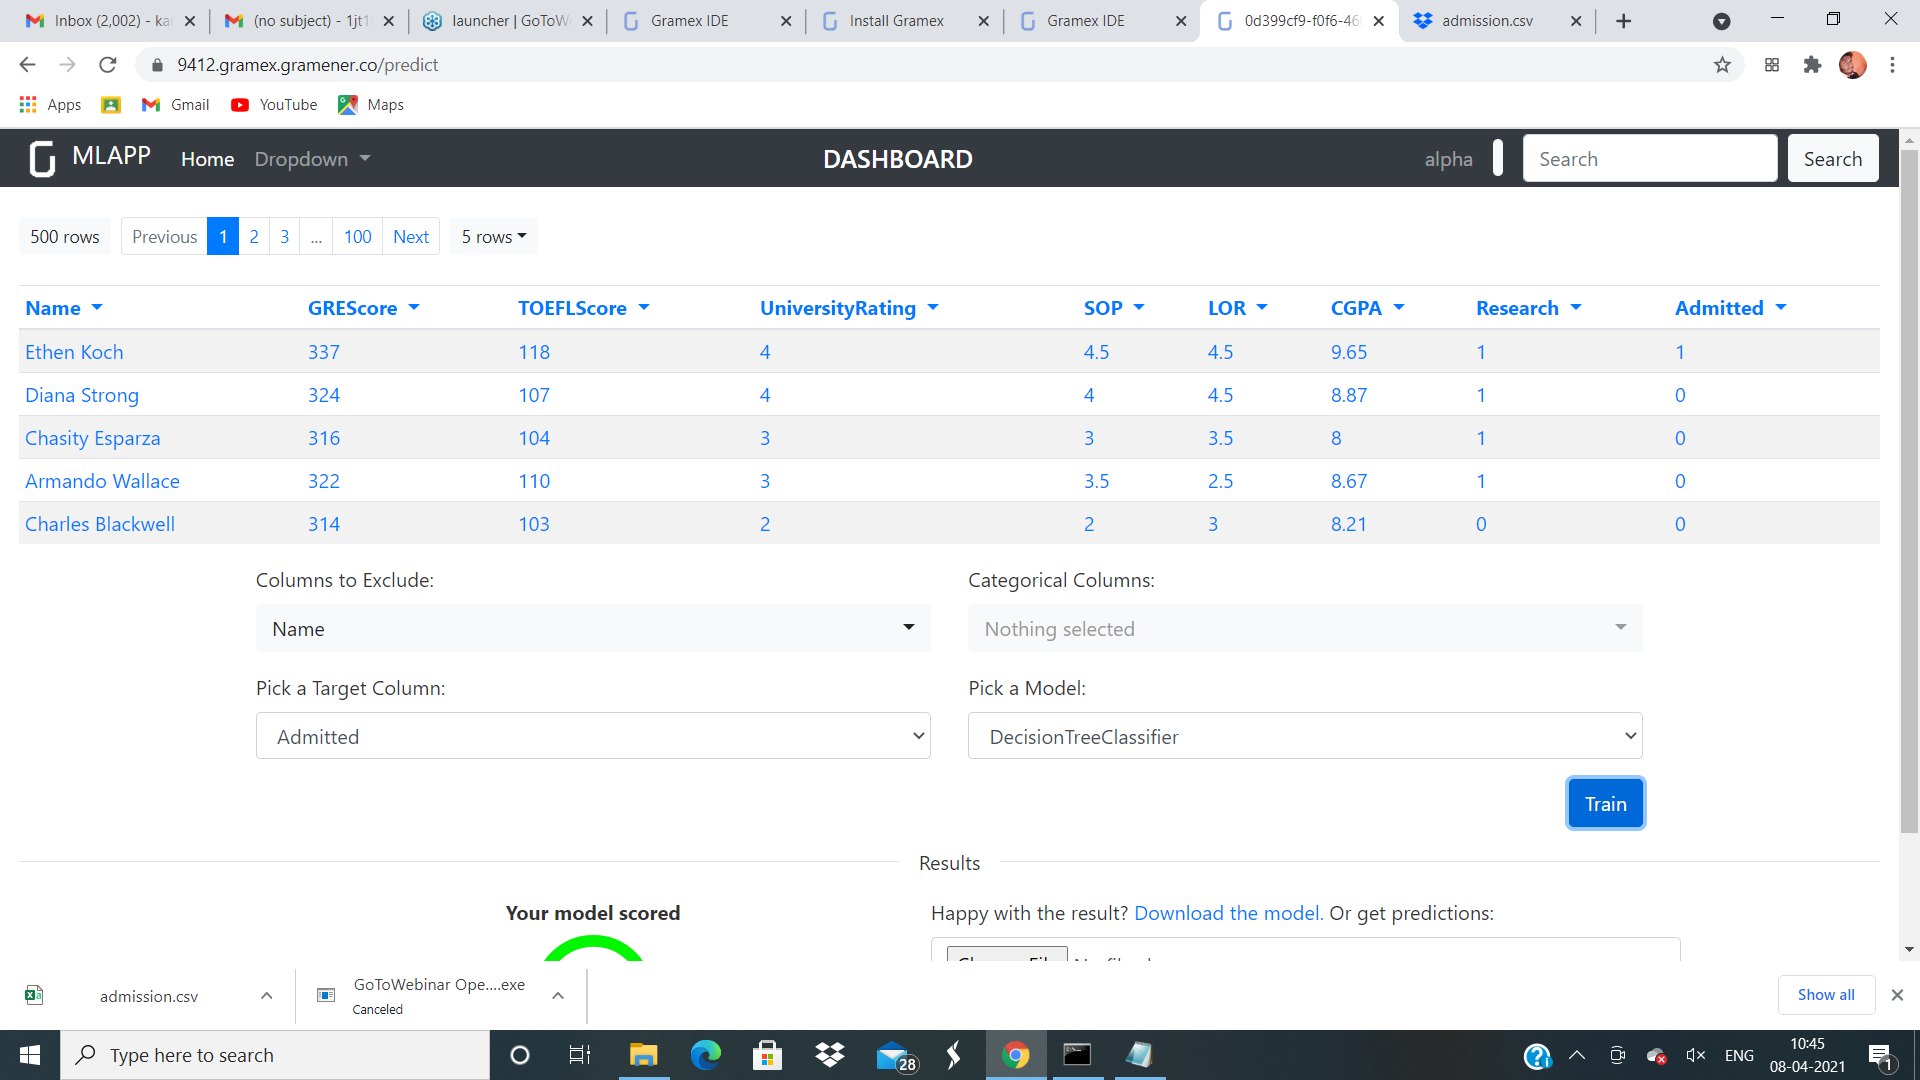 Inbox (2,002) - kar
(no subject) - 1jt1
launcher | GoToWe
Gramex IDE
Install Gramex
Gramex IDE
0d399cf9-f0f6-46
admission.csv
9412.gramex.gramener.co/predict
Apps
Gmail
YouTube
Maps
MLAPP
Home
Dropdown
DASHBOARD
alpha
Search
Search
500 rows
Previous 1 2 3 ... 100 Next
5 rows
Name GREScore TOEFLScore UniversityRating SOP LOR CGPA Research Admitted
Ethen Koch 337 118 4 4.5 4.5 9.65 1 1
Diana Strong 324 107 4 4 4.5 8.87 1 0
Chasity Esparza 316 104 3 3 3.5 8 1 0
Armando Wallace 322 110 3 3.5 2.5 8.67 1 0
Charles Blackwell 314 103 2 2 3 8.21 0 0
Columns to Exclude:
Categorical Columns:
Name
Nothing selected
Pick a Target Column:
Pick a Model:
Admitted
DecisionTreeClassifier
Train
Results
Your model scored
Happy with the result? Download the model. Or get predictions:
admission.csv
GoToWebinar Ope....exe
Canceled
Show all
Type here to search
28
ENG
10:45
08-04-2021
1